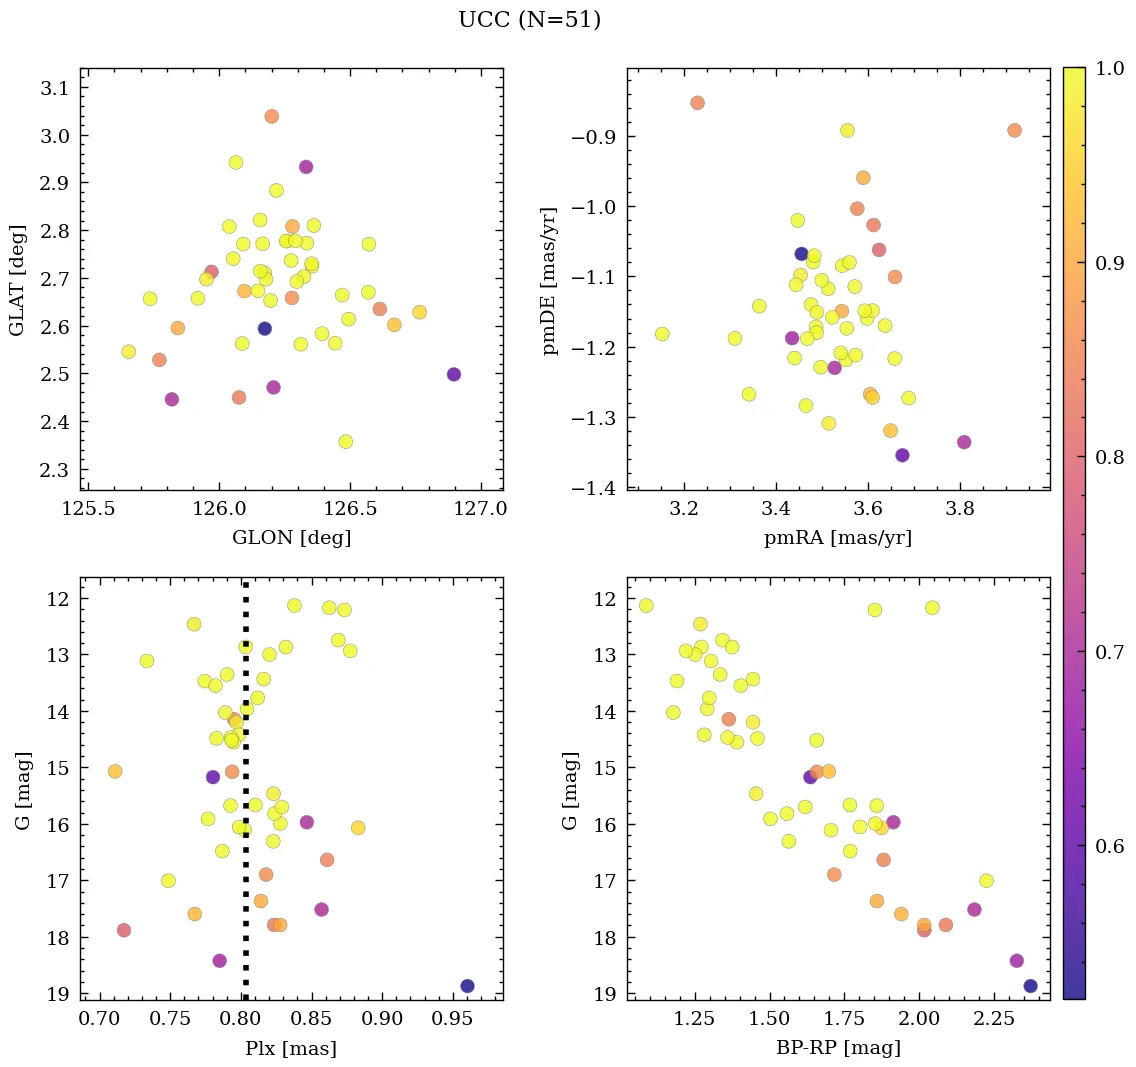 UCC (N=51)
3.1
3.0
2.9
2.8
2.7
2.6
2.5
2.4
2.3
GLAT [deg]
125.5 126.0 126.5 127.0
GLON [deg]
−0.9
−1.0
−1.1
−1.2
−1.3
−1.4
pmDE [mas/yr]
3.2 3.4 3.6 3.8
pmRA [mas/yr]
12
13
14
15
16
17
18
19
G [mag]
0.70 0.75 0.80 0.85 0.90 0.95
Plx [mas]
12
13
14
15
16
17
18
19
G [mag]
1.25 1.50 1.75 2.00 2.25
BP-RP [mag]
1.0
0.9
0.8
0.7
0.6